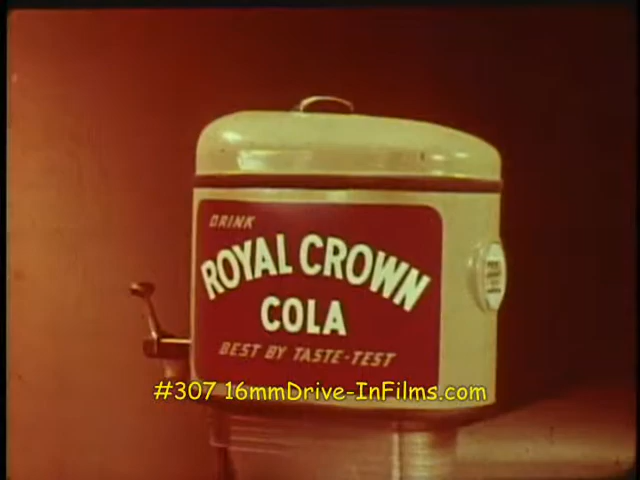 DRINK
ROYAL CROWN
COLA
BEST BY TASTE-TEST
#307 16mmDrive-InFilms.com